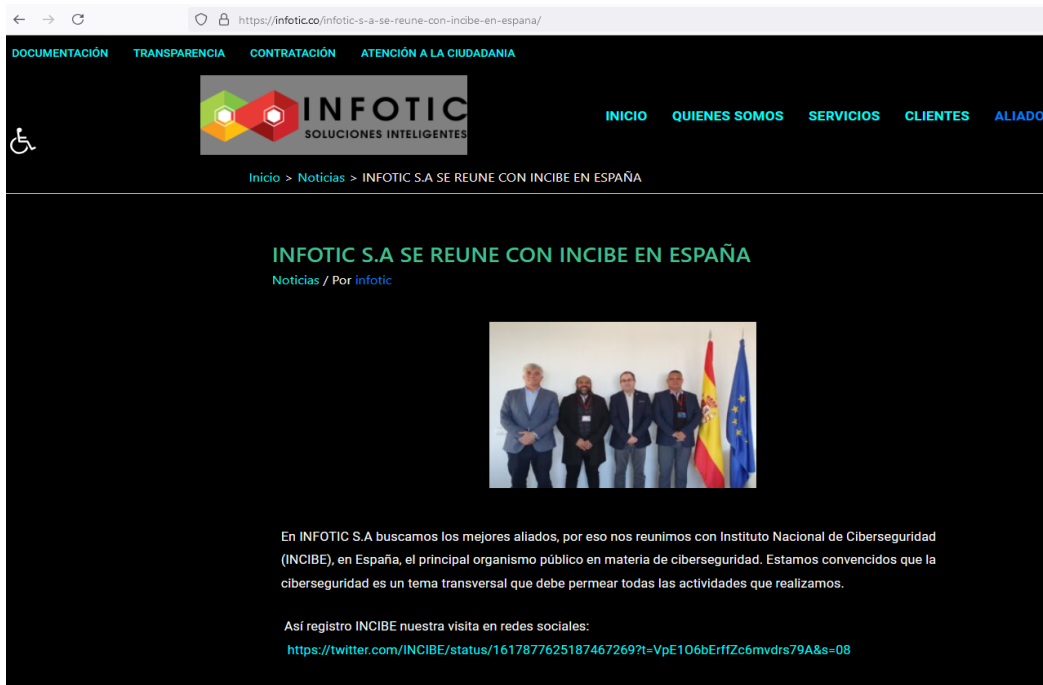 https://infotic.co/infotic-s-a-se-reune-con-incibe-en-espana/
DOCUMENTACIÓN TRANSPARENCIA CONTRATACIÓN ATENCIÓN A LA CIUDADANIA
INFOTIC
SOLUCIONES INTELIGENTES
INICIO QUIENES SOMOS SERVICIOS CLIENTES ALIADO
Inicio > Noticias > INFOTIC S.A SE REUNE CON INCIBE EN ESPAÑA
INFOTIC S.A SE REUNE CON INCIBE EN ESPAÑA
Noticias / Por infotic
En INFOTIC S.A buscamos los mejores aliados, por eso nos reunimos con Instituto Nacional de Ciberseguridad
(INCIBE), en España, el principal organismo público en materia de ciberseguridad. Estamos convencidos que la
ciberseguridad es un tema transversal que debe permear todas las actividades que realizamos.
Así registro INCIBE nuestra visita en redes sociales:
https://twitter.com/INCIBE/status/1617877625187467269?t=VpE1O6bErffZc6mvdrs79A&s=08